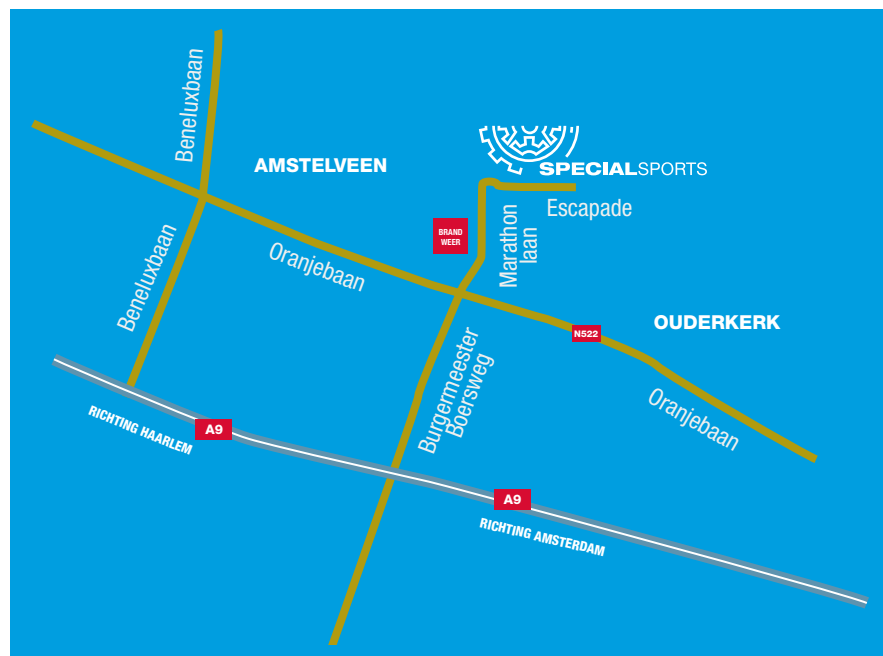 Beneluxbaan
AMSTELVEEN
SPECIALSPORTS
Escapade
BRAND
WEER
Marathon
laan
Beneluxbaan
Oranjebaan
OUDERKERK
N522
Burgermeester
Boersweg
Oranjebaan
RICHTING HAARLEM
A9
A9
RICHTING AMSTERDAM